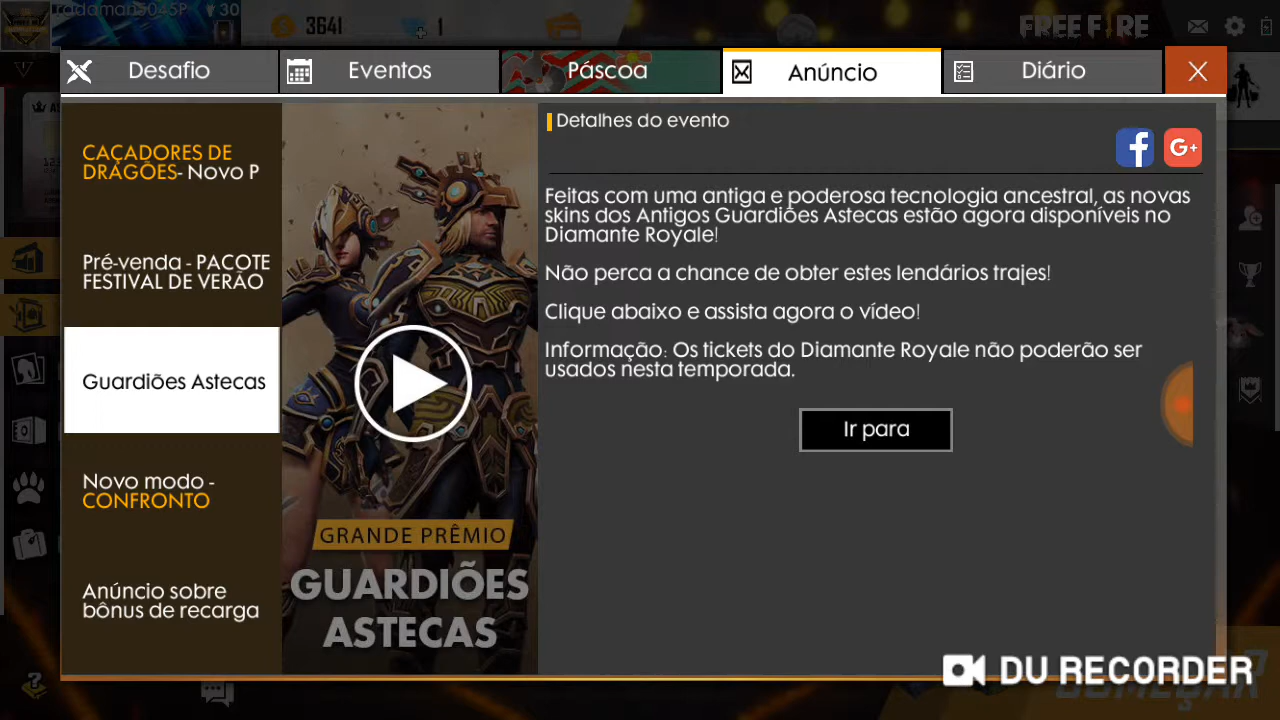 radaman5045P
30
3641
1
FREE FIRE
Desafio
Eventos
Páscoa
Anúncio
Diário
CAÇADORES DE
DRAGÕES- Novo P
Pré-venda - PACOTE
FESTIVAL DE VERÃO
Guardiões Astecas
Novo modo -
CONFRONTO
Anúncio sobre
bônus de recarga
GRANDE PRÊMIO
GUARDIÕES
ASTECAS
Detalhes do evento
Feitas com uma antiga e poderosa tecnologia ancestral, as novas
skins dos Antigos Guardiões Astecas estão agora disponíveis no
Diamante Royale!
Não perca a chance de obter estes lendários trajes!
Clique abaixo e assista agora o vídeo!
Informação: Os tickets do Diamante Royale não poderão ser
usados nesta temporada.
Ir para
DU RECORDER
COMEÇAR